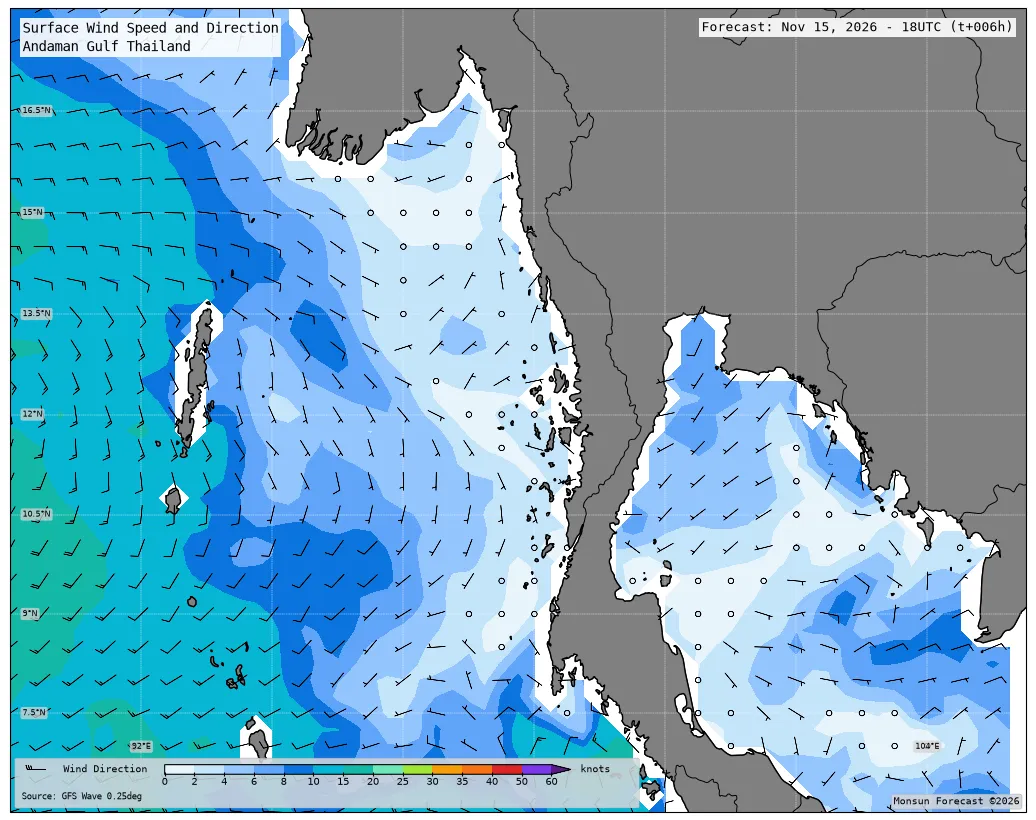 Surface Wind Speed and Direction
Andaman Gulf Thailand
Forecast: Nov 15, 2026 - 18UTC (t+006h)
16.5°N
15°N
13.5°N
12°N
10.5°N
9°N
7.5°N
92°E
104°E
Wind Direction
0 2 4 6 8 10 15 20 25 30 35 40 50 60
knots
Source: GFS Wave 0.25deg
Monsun Forecast ©2026